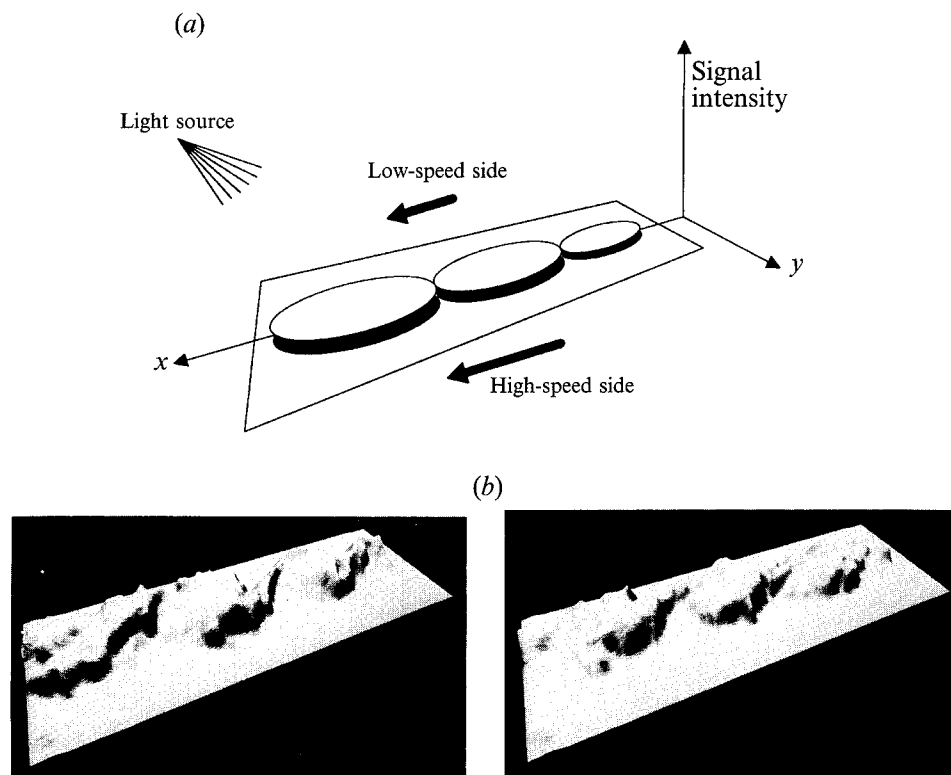 (a)
Signal
intensity
Light source
Low-speed side
y
x
High-speed side
(b)